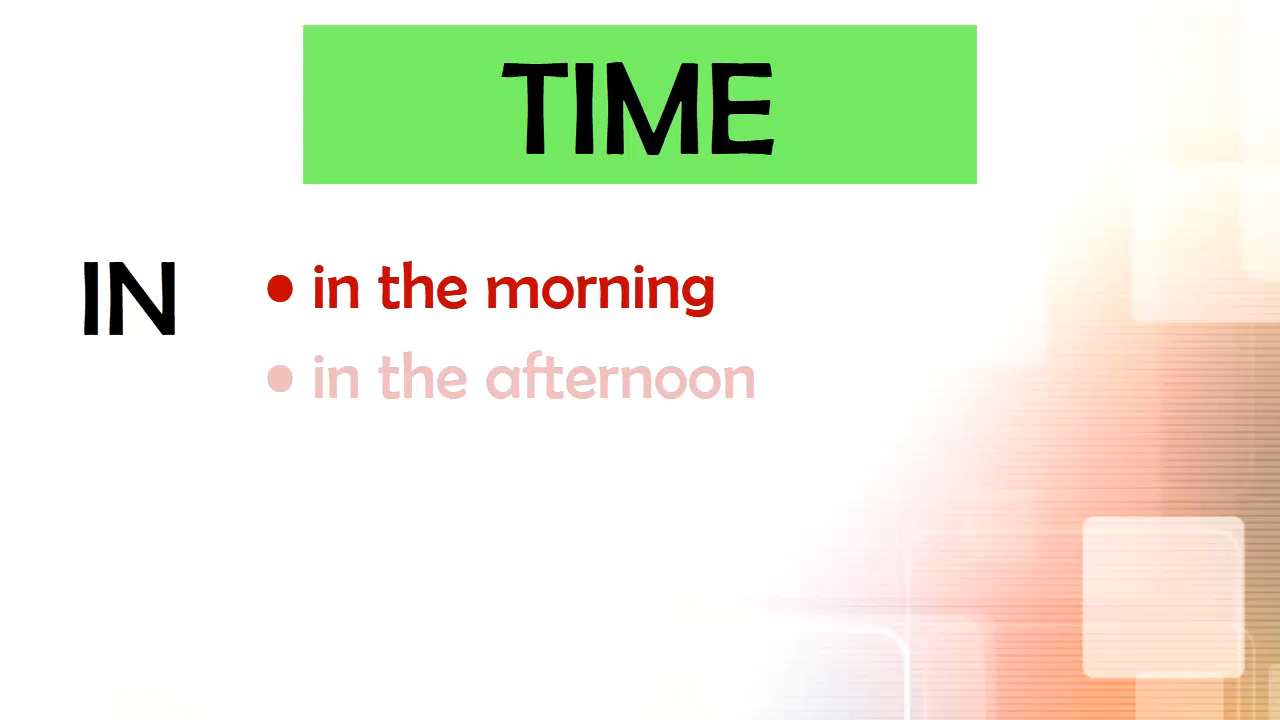 TIME
IN
• in the morning
• in the afternoon